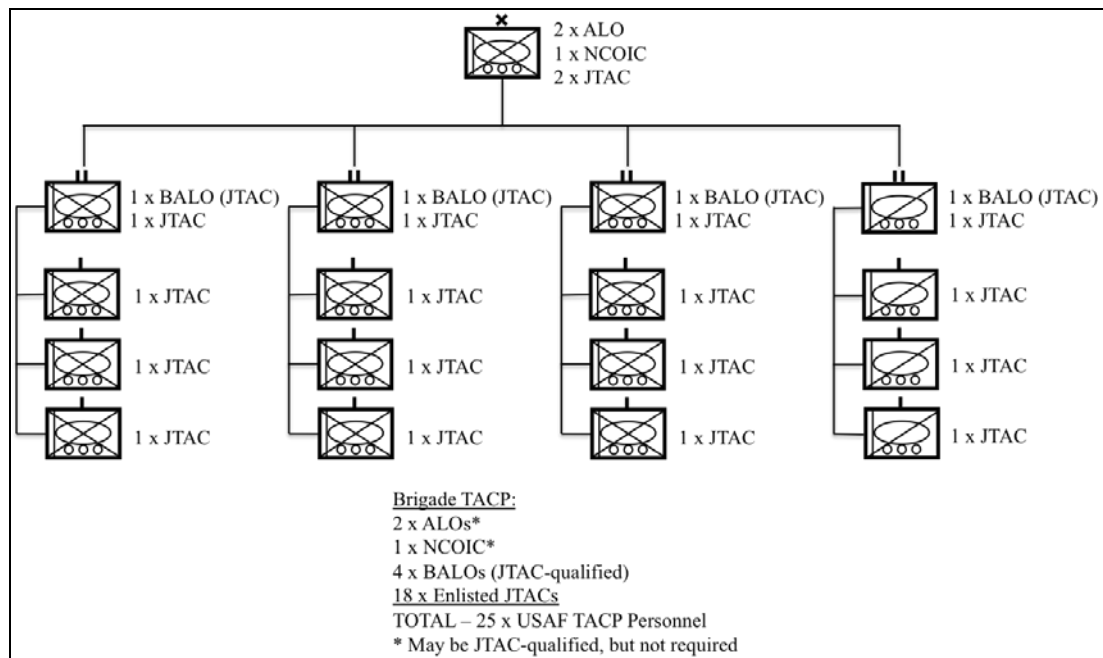 2 x ALO
1 x NCOIC
2 x JTAC
1 x BALO (JTAC)
1 x JTAC
1 x BALO (JTAC)
1 x JTAC
1 x BALO (JTAC)
1 x JTAC
1 x BALO (JTAC)
1 x JTAC
1 x JTAC
1 x JTAC
1 x JTAC
1 x JTAC
1 x JTAC
1 x JTAC
1 x JTAC
1 x JTAC
1 x JTAC
1 x JTAC
1 x JTAC
1 x JTAC
Brigade TACP:
2 x ALOs*
1 x NCOIC*
4 x BALOs (JTAC-qualified)
18 x Enlisted JTACs
TOTAL – 25 x USAF TACP Personnel
* May be JTAC-qualified, but not required